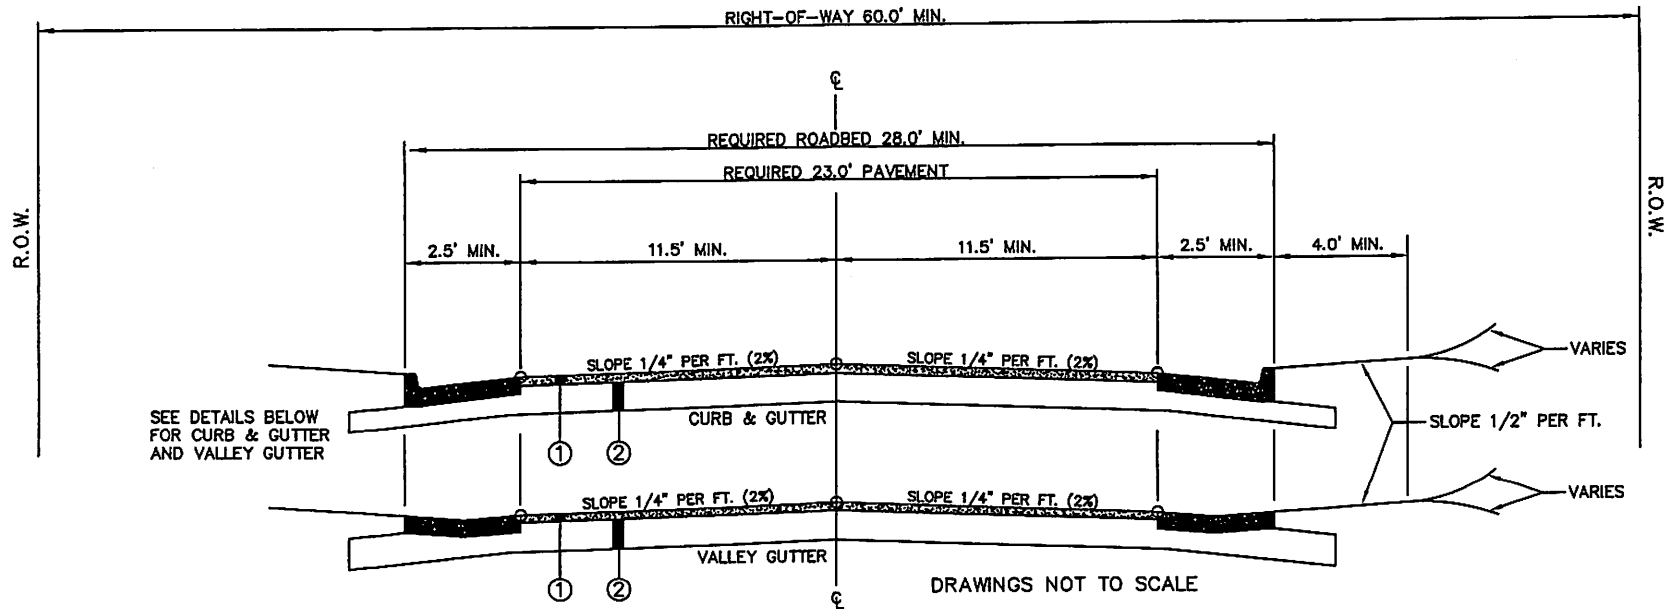 RIGHT-OF-WAY 60.0' MIN.
℄
REQUIRED ROADBED 28.0' MIN.
REQUIRED 23.0' PAVEMENT
R.O.W.
R.O.W.
2.5' MIN.
11.5' MIN.
11.5' MIN.
2.5' MIN.
4.0' MIN.
SLOPE 1/4" PER FT. (2%)
SLOPE 1/4" PER FT. (2%)
VARIES
SEE DETAILS BELOW
FOR CURB & GUTTER
AND VALLEY GUTTER
CURB & GUTTER
SLOPE 1/2" PER FT.
①
②
SLOPE 1/4" PER FT. (2%)
SLOPE 1/4" PER FT. (2%)
VARIES
VALLEY GUTTER
①
②
DRAWINGS NOT TO SCALE
℄